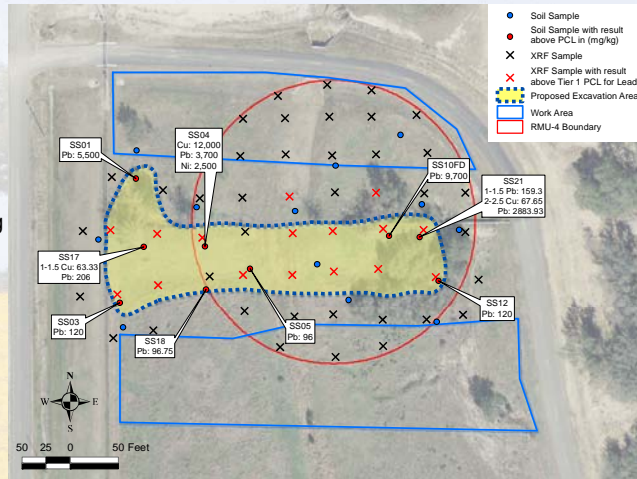 Soil Sample
Soil Sample with result
above PCL in (mg/kg)
XRF Sample
XRF Sample with result
above Tier 1 PCL for Lead
Proposed Excavation Area
Work Area
RMU-4 Boundary
SS01
Pb: 5,500
SS04
Cu: 12,000
Pb: 3,700
Ni: 2,500
SS10FD
Pb: 9,700
SS21
1-1.5 Pb: 159.3
2-2.5 Cu: 67.65
Pb: 2883.93
g
SS17
1-1.5 Cu: 63.33
Pb: 206
SS03
Pb: 120
SS18
Pb: 96.75
SS05
Pb: 96
SS12
Pb: 120
N
W
E
S
50 25 0 50 Feet